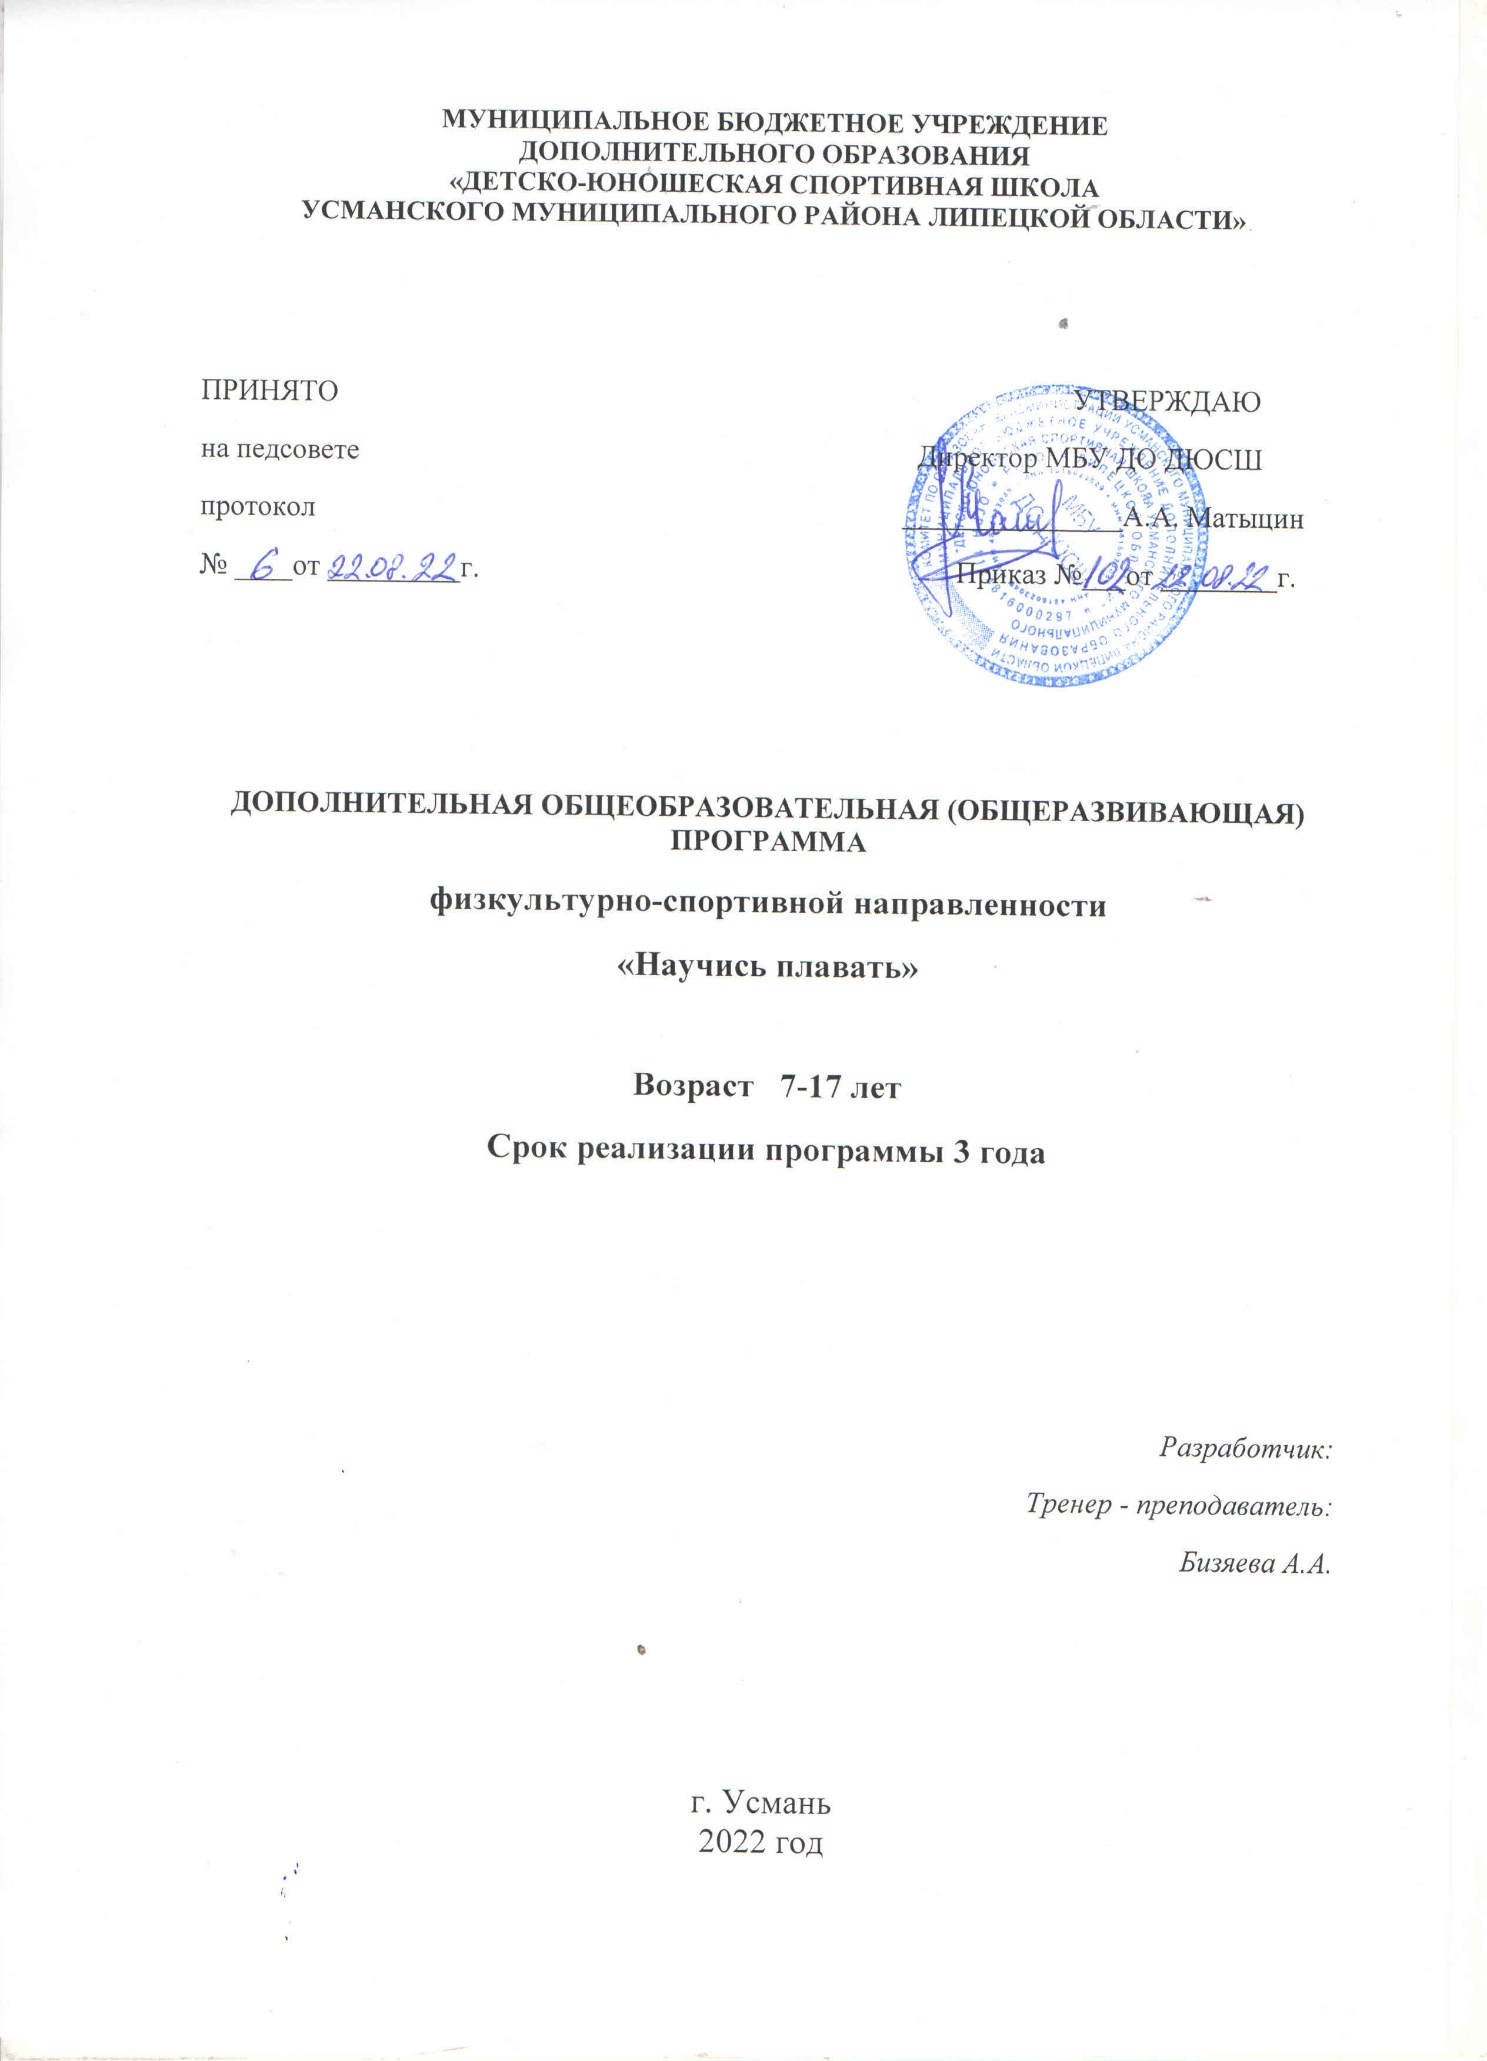 МУНИЦИПАЛЬНОЕ БЮДЖЕТНОЕ УЧРЕЖДЕНИЕ
ДОПОЛНИТЕЛЬНОГО ОБРАЗОВАНИЯ
«ДЕТСКО-ЮНОШЕСКАЯ СПОРТИВНАЯ ШКОЛА
УСМАНСКОГО МУНИЦИПАЛЬНОГО РАЙОНА ЛИПЕЦКОЙ ОБЛАСТИ»
ПРИНЯТО
на педсовете
протокол
№ 6 от 22.08.22 г.
УТВЕРЖДАЮ
Директор МБУ ДО ДЮСШ
А.А. Матыцин
Приказ № 102 от 22.08.22 г.
ДОПОЛНИТЕЛЬНАЯ ОБЩЕОБРАЗОВАТЕЛЬНАЯ (ОБЩЕРАЗВИВАЮЩАЯ)
ПРОГРАММА
физкультурно-спортивной направленности
«Научись плавать»
Возраст 7-17 лет
Срок реализации программы 3 года
Разработчик:
Тренер - преподаватель:
Бизяева А.А.
г. Усмань
2022 год